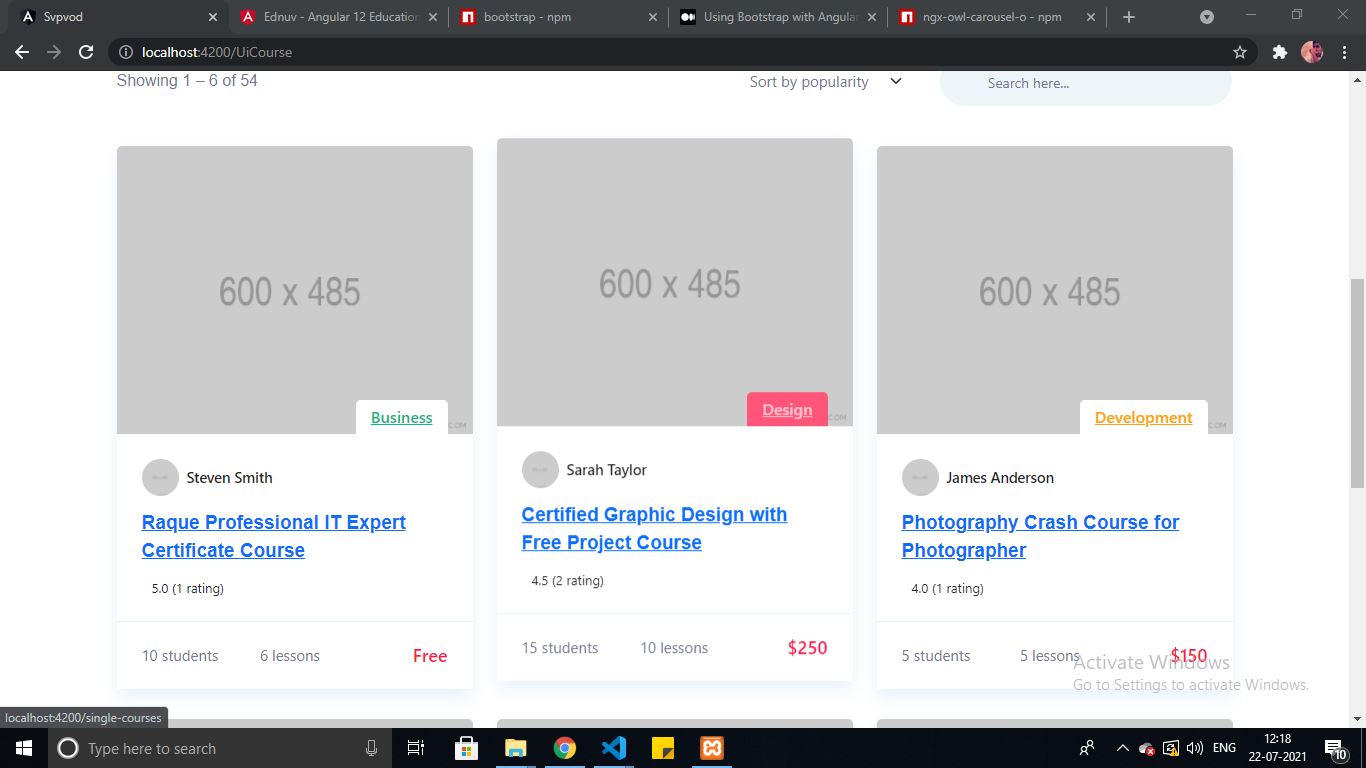 Svpvod
Ednuv - Angular 12 Education
bootstrap - npm
Using Bootstrap with Angular
ngx-owl-carousel-o - npm
localhost:4200/UiCourse
Showing 1 – 6 of 54
Sort by popularity
Search here...
600 x 485
600 x 485
600 x 485
Business
.COM
Design
.COM
Development
.COM
Steven Smith
Sarah Taylor
James Anderson
Raque Professional IT Expert
Certificate Course
Certified Graphic Design with
Free Project Course
Photography Crash Course for
Photographer
5.0 (1 rating)
4.5 (2 rating)
4.0 (1 rating)
10 students
6 lessons
Free
15 students
10 lessons
$250
5 students
5 lessons
$150
Activate Windows
Go to Settings to activate Windows.
localhost:4200/single-courses
Type here to search
ENG
12:18
22-07-2021
10